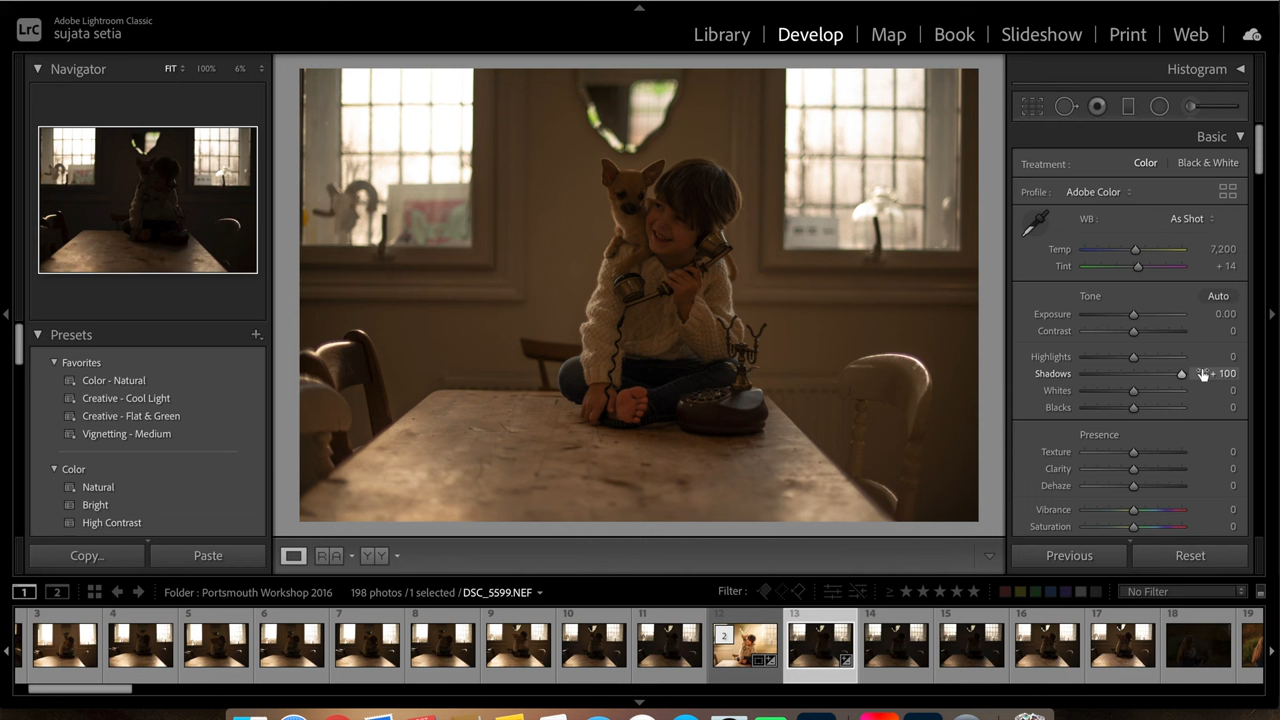 LrC
Adobe Lightroom Classic
sujata setia
Library | Develop | Map | Book | Slideshow | Print | Web
Navigator FIT 100% 6%
Histogram
Basic
Treatment : Color Black & White
Profile : Adobe Color
WB : As Shot
Temp 7,200
Tint + 14
Tone Auto
Exposure 0.00
Contrast 0
Highlights 0
Shadows + 100
Whites 0
Blacks 0
Presence
Texture 0
Clarity 0
Dehaze 0
Vibrance 0
Saturation 0
Previous Reset
Presets +
Favorites
Color - Natural
Creative - Cool Light
Creative - Flat & Green
Vignetting - Medium
Color
Natural
Bright
High Contrast
Copy... Paste
R A Y Y
1 2 Folder : Portsmouth Workshop 2016 198 photos / 1 selected / DSC_5599.NEF Filter : ≥ ★★★★★ No Filter
3 4 5 6 7 8 9 10 11 12 13 14 15 16 17 18 19
2